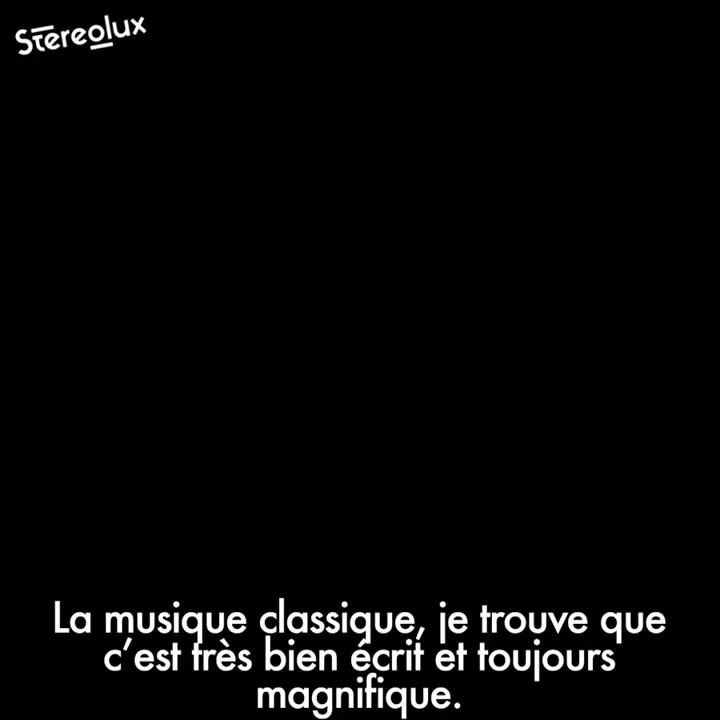 Stereolux
La musique classique, je trouve que
c’est très bien écrit et toujours
magnifique.